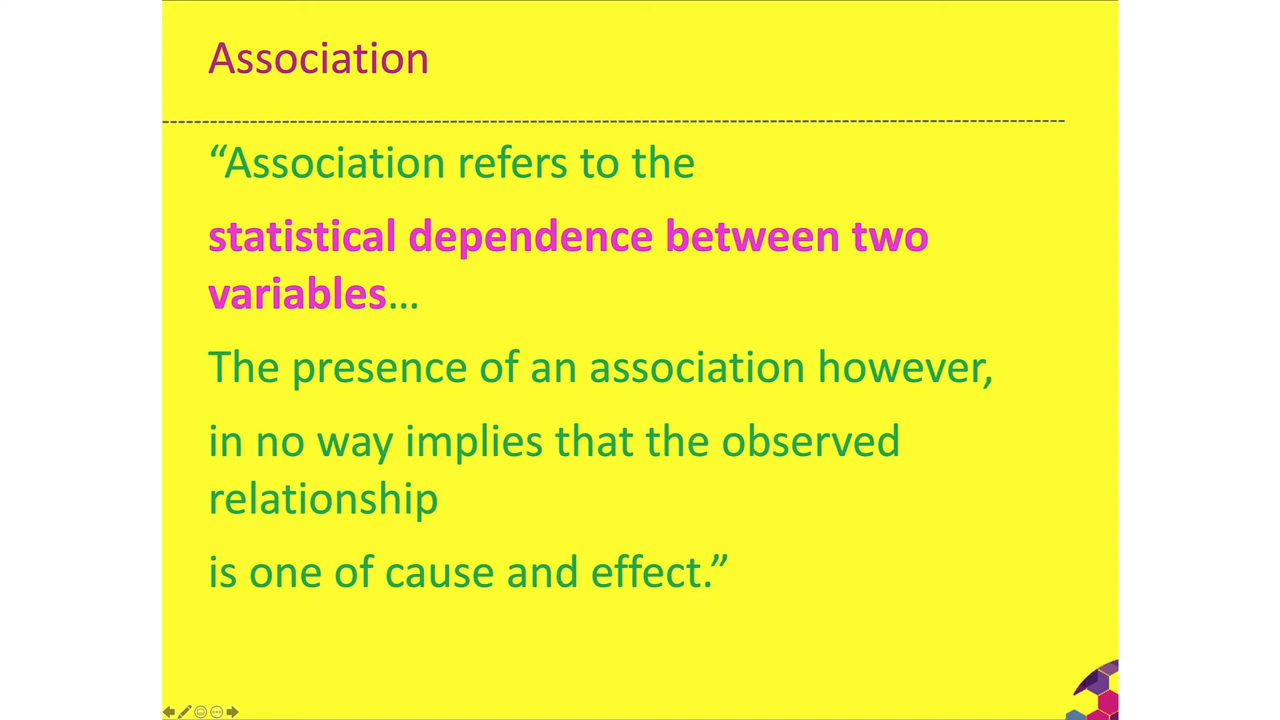 Association
“Association refers to the
statistical dependence between two
variables…
The presence of an association however,
in no way implies that the observed
relationship
is one of cause and effect.”